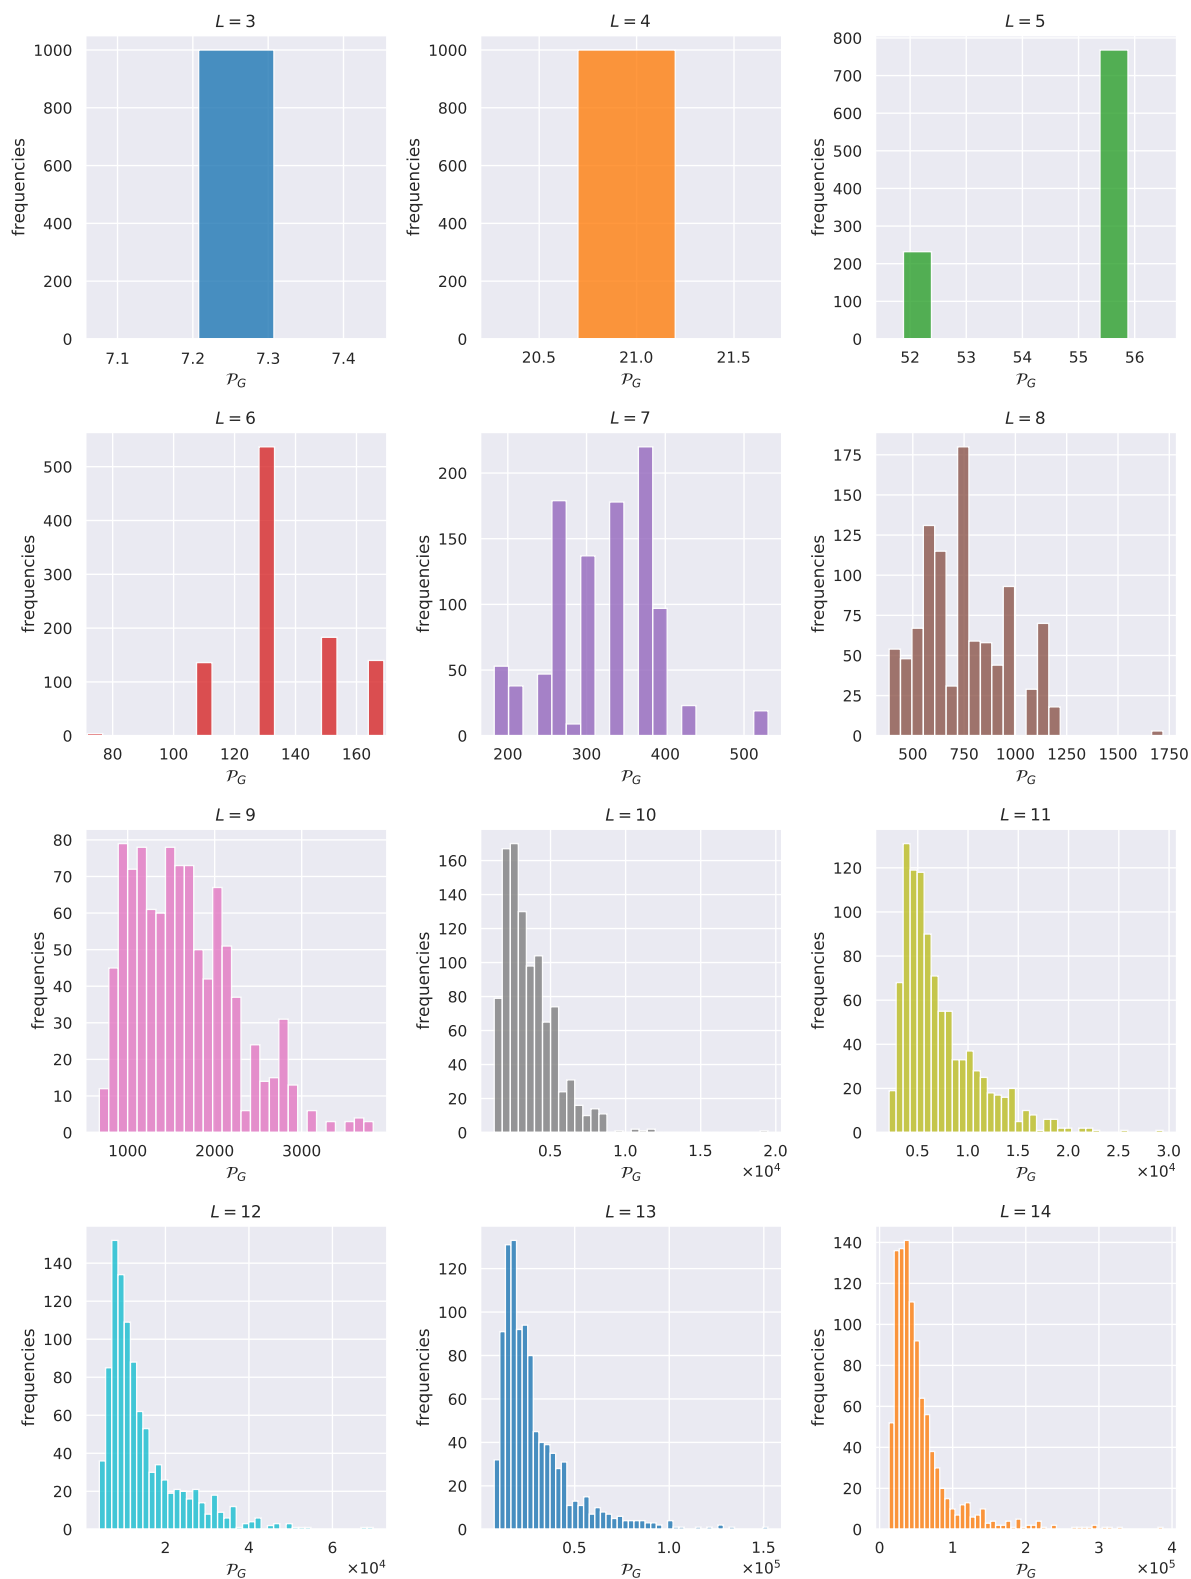 L = 3
frequencies
1000
800
600
400
200
0
7.1 7.2 7.3 7.4
𝒫_G
L = 4
frequencies
1000
800
600
400
200
0
20.5 21.0 21.5
𝒫_G
L = 5
frequencies
800
700
600
500
400
300
200
100
0
52 53 54 55 56
𝒫_G
L = 6
frequencies
500
400
300
200
100
0
80 100 120 140 160
𝒫_G
L = 7
frequencies
200
150
100
50
0
200 300 400 500
𝒫_G
L = 8
frequencies
175
150
125
100
75
50
25
0
500 750 1000 1250 1500 1750
𝒫_G
L = 9
frequencies
80
70
60
50
40
30
20
10
0
1000 2000 3000
𝒫_G
L = 10
frequencies
160
140
120
100
80
60
40
20
0
0.5 1.0 1.5 2.0
×10⁴
𝒫_G
L = 11
frequencies
120
100
80
60
40
20
0
0.5 1.0 1.5 2.0 2.5 3.0
×10⁴
𝒫_G
L = 12
frequencies
140
120
100
80
60
40
20
0
2 4 6
×10⁴
𝒫_G
L = 13
frequencies
120
100
80
60
40
20
0
0.5 1.0 1.5
×10⁵
𝒫_G
L = 14
frequencies
140
120
100
80
60
40
20
0
0 1 2 3 4
×10⁵
𝒫_G